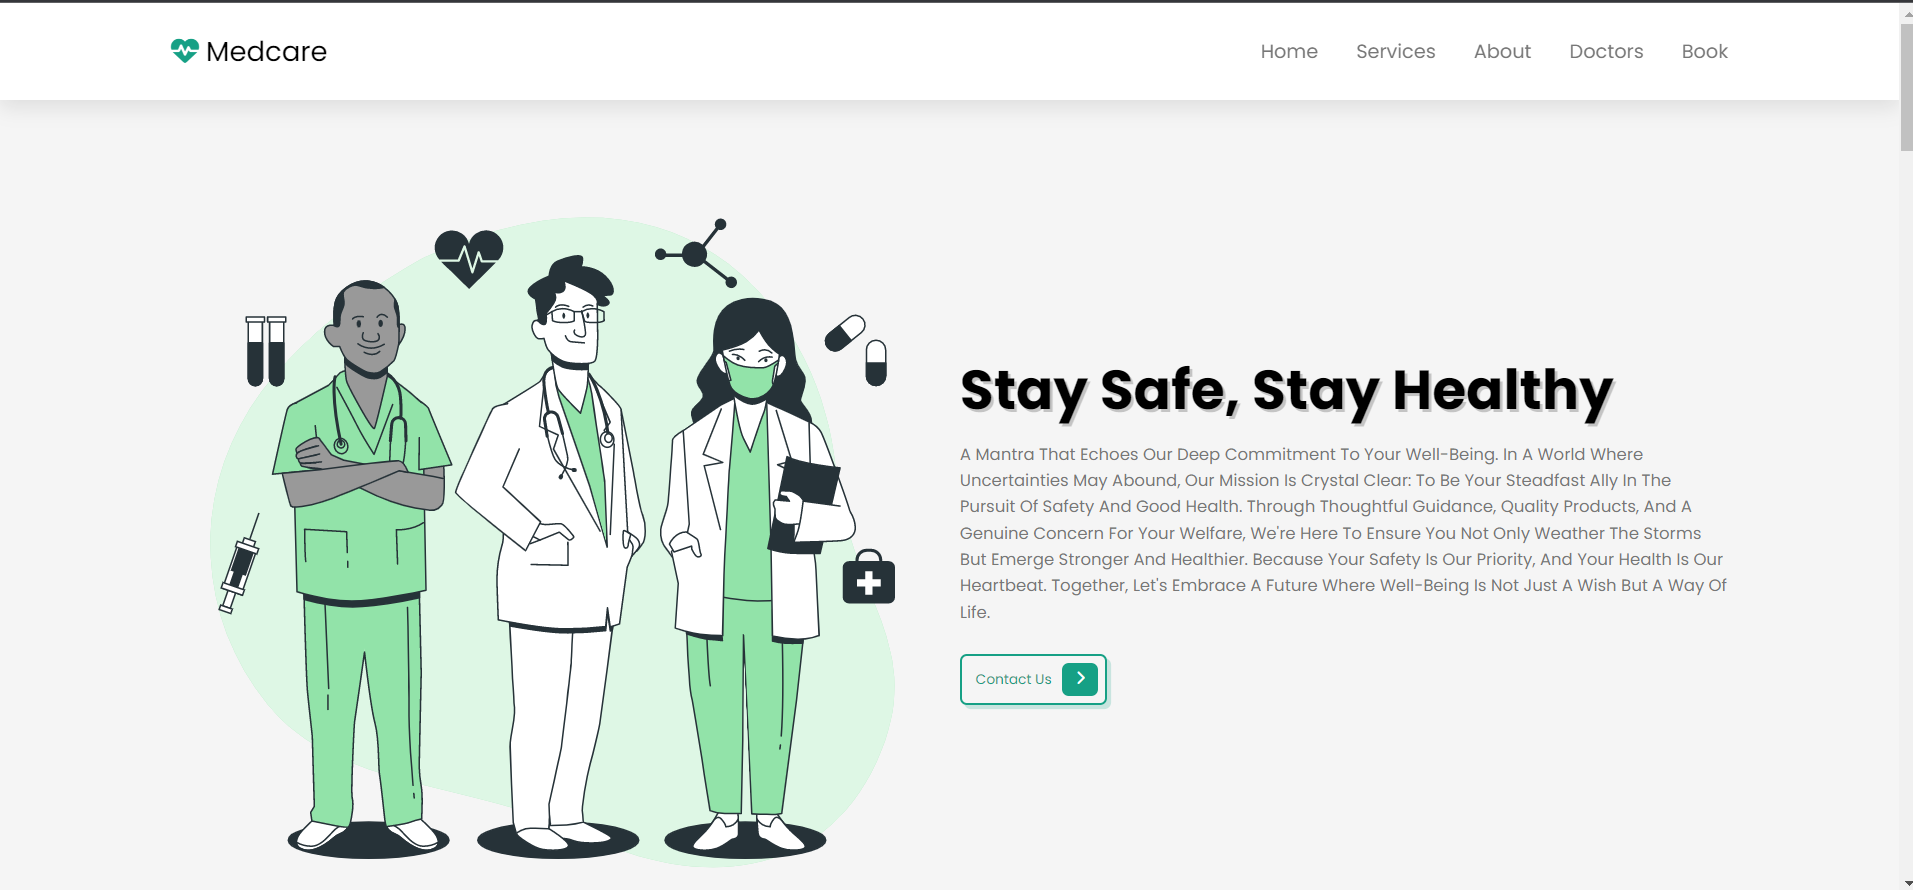 Medcare
Home Services About Doctors Book
Stay Safe, Stay Healthy
A Mantra That Echoes Our Deep Commitment To Your Well-Being. In A World Where
Uncertainties May Abound, Our Mission Is Crystal Clear: To Be Your Steadfast Ally In The
Pursuit Of Safety And Good Health. Through Thoughtful Guidance, Quality Products, And A
Genuine Concern For Your Welfare, We're Here To Ensure You Not Only Weather The Storms
But Emerge Stronger And Healthier. Because Your Safety Is Our Priority, And Your Health Is Our
Heartbeat. Together, Let's Embrace A Future Where Well-Being Is Not Just A Wish But A Way Of
Life.
Contact Us